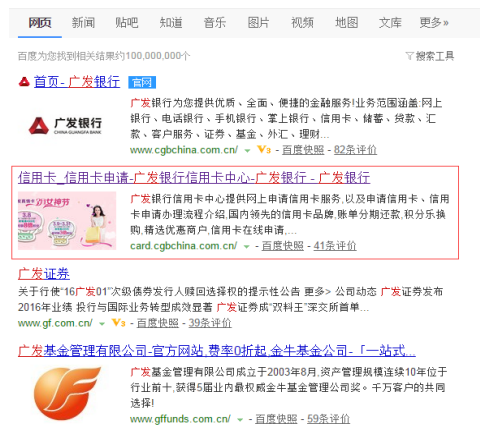 网页 新闻 贴吧 知道 音乐 图片 视频 地图 文库 更多»
百度为您找到相关结果约100,000,000个 搜索工具
首页- 广发银行 官网
广发银行为您提供优质、全面、便捷的金融服务!业务范围涵盖:网上
广发银行
CHINA GUANGFA BANK
银行、电话银行、手机银行、掌上银行、信用卡、储蓄、贷款、汇
款、客户服务、证券、基金、外汇、理财...
www.cgbchina.com.cn/ V3 - 百度快照 - 82条评价
信用卡_信用卡申请-广发银行信用卡中心-广发银行 - 广发银行
广发银行信用卡中心提供网上申请信用卡服务,以及申请信用卡、信用
卡申请办理流程介绍,国内领先的信用卡品牌,账单分期还款,积分乐换
购,精选优惠商户,信用卡在线申请,...
card.cgbchina.com.cn/ - 百度快照 - 41条评价
广发证券
关于行使“16广发01”次级债券发行人赎回选择权的提示性公告 更多> 公司动态 广发证券发布
2016年业绩 投行与国际业务转型成效显著 广发证券成“双料王”深交所首单...
www.gf.com.cn/ V3 - 百度快照 - 39条评价
广发基金管理有限公司-官方网站,费率0折起,金牛基金公司-「一站式...
广发基金管理有限公司成立于2003年8月,资产管理规模连续10年位于
行业前十,获得5届业内最权威金牛基金管理公司奖。千万客户的共同
选择!
www.gffunds.com.cn/ - 百度快照 - 59条评价